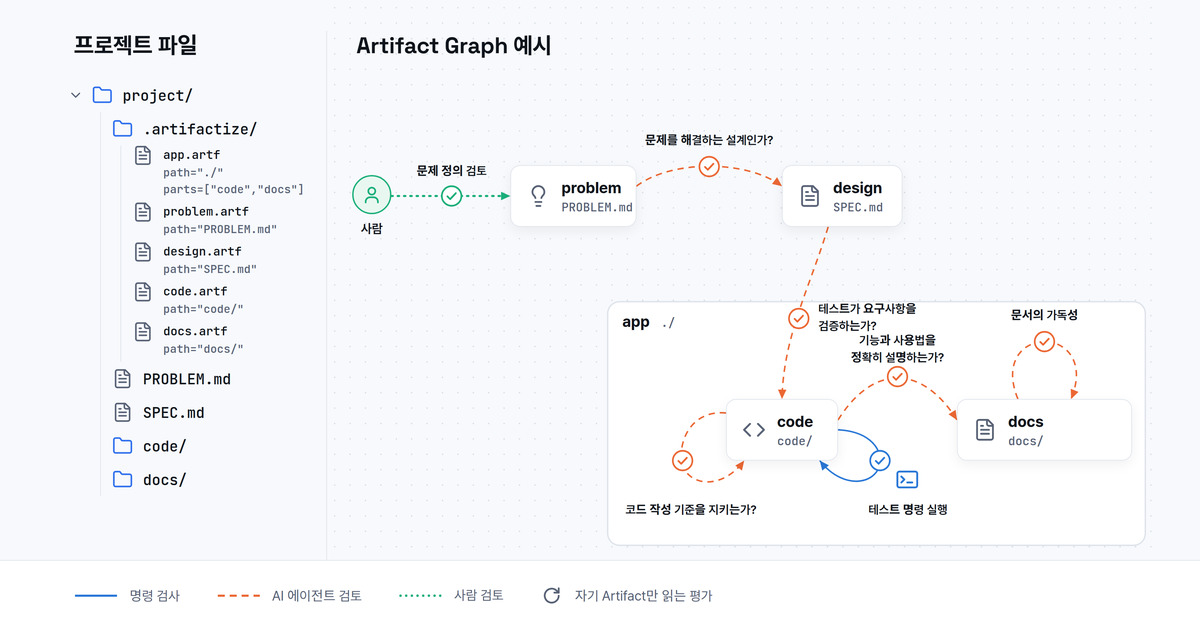 프로젝트 파일
project/
.artifactize/
app.artf
path="./"
parts=["code","docs"]
problem.artf
path="PROBLEM.md"
design.artf
path="SPEC.md"
code.artf
path="code/"
docs.artf
path="docs/"
PROBLEM.md
SPEC.md
code/
docs/
Artifact Graph 예시
사람
문제 정의 검토
problem
PROBLEM.md
문제를 해결하는 설계인가?
design
SPEC.md
app ./
테스트가 요구사항을
검증하는가?
기능과 사용법을
정확히 설명하는가?
문서의 가독성
code
code/
docs
docs/
코드 작성 기준을 지키는가?
테스트 명령 실행
명령 검사
AI 에이전트 검토
사람 검토
자기 Artifact만 읽는 평가